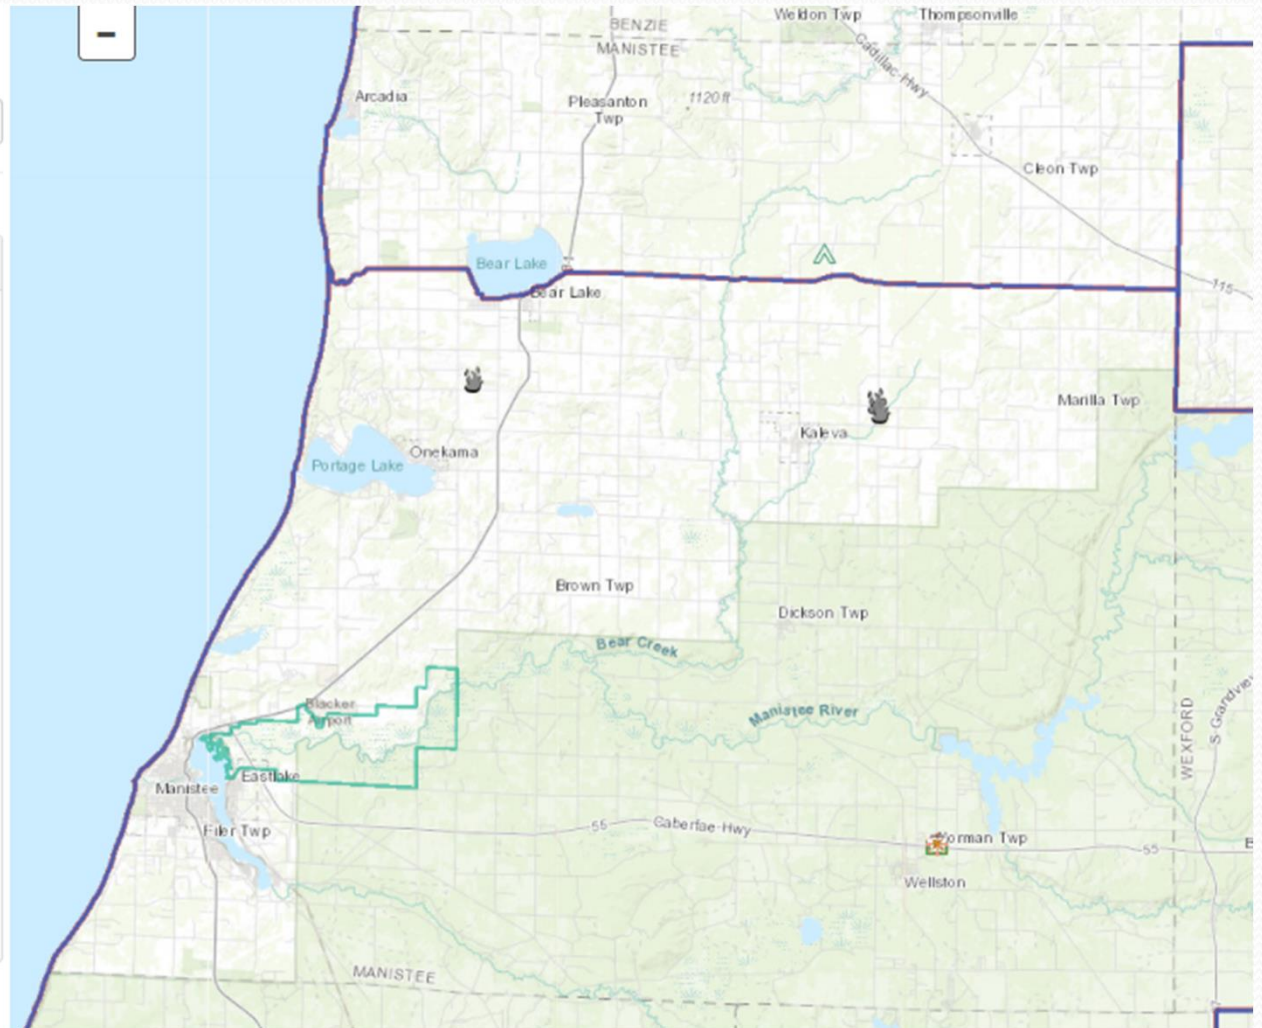 −
Weldon Twp
Thompsonville
BENZIE
MANISTEE
Cadillac-Hwy
Arcadia
Pleasanton
Twp
1120 ft
Cleon Twp
Bear Lake
Bear Lake
115
Marilla Twp
Kaleva
Onekama
Portage Lake
Brown Twp
Dickson Twp
Bear Creek
Manistee River
Blacker
Airport
WEXFORD
S Grandview
Eastlake
Manistee
Filer Twp
55
Caberfae-Hwy
Norman Twp
55
Wellston
MANISTEE